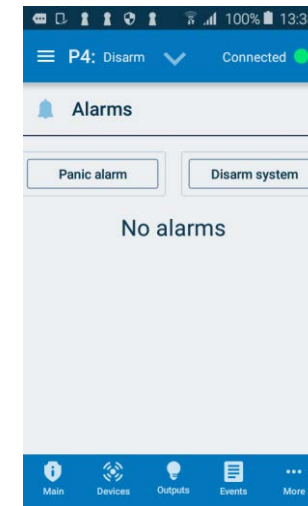 100% 13:3
P4: Disarm Connected
Alarms
Panic alarm Disarm system
No alarms
Main Devices Outputs Events More